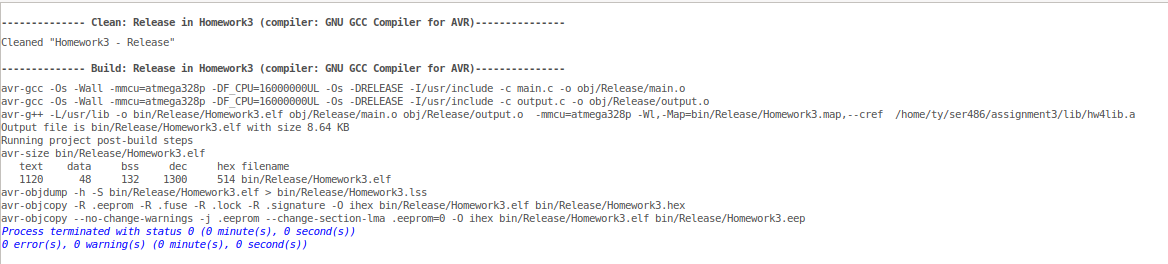 -------------- Clean: Release in Homework3 (compiler: GNU GCC Compiler for AVR)---------------
Cleaned "Homework3 - Release"
-------------- Build: Release in Homework3 (compiler: GNU GCC Compiler for AVR)---------------
avr-gcc -Os -Wall -mmcu=atmega328p -DF_CPU=16000000UL -Os -DRELEASE -I/usr/include -c main.c -o obj/Release/main.o
avr-gcc -Os -Wall -mmcu=atmega328p -DF_CPU=16000000UL -Os -DRELEASE -I/usr/include -c output.c -o obj/Release/output.o
avr-g++ -L/usr/lib -o bin/Release/Homework3.elf obj/Release/main.o obj/Release/output.o  -mmcu=atmega328p -Wl,-Map=bin/Release/Homework3.map,--cref  /home/ty/ser486/assignment3/lib/hw4lib.a
Output file is bin/Release/Homework3.elf with size 8.64 KB
Running project post-build steps
avr-size bin/Release/Homework3.elf
   text    data     bss     dec     hex filename
   1120      48     132    1300     514 bin/Release/Homework3.elf
avr-objdump -h -S bin/Release/Homework3.elf > bin/Release/Homework3.lss
avr-objcopy -R .eeprom -R .fuse -R .lock -R .signature -O ihex bin/Release/Homework3.elf bin/Release/Homework3.hex
avr-objcopy --no-change-warnings -j .eeprom --change-section-lma .eeprom=0 -O ihex bin/Release/Homework3.elf bin/Release/Homework3.eep
Process terminated with status 0 (0 minute(s), 0 second(s))
0 error(s), 0 warning(s) (0 minute(s), 0 second(s))